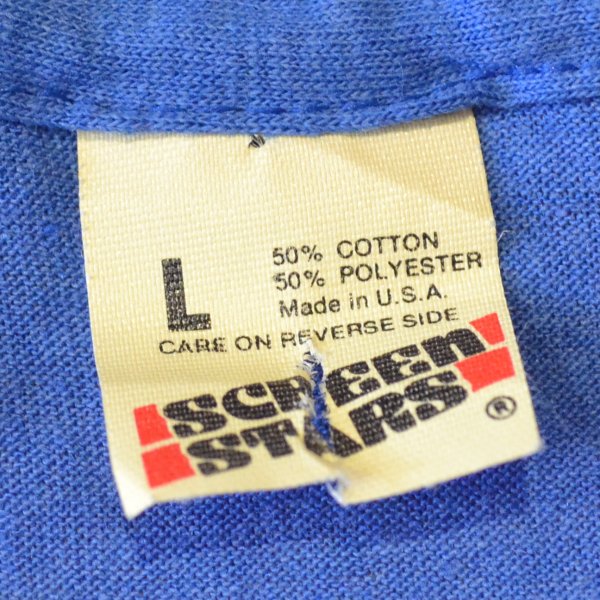 L
50% COTTON
50% POLYESTER
Made in U.S.A.
CARE ON REVERSE SIDE
SCREEN
STARS®